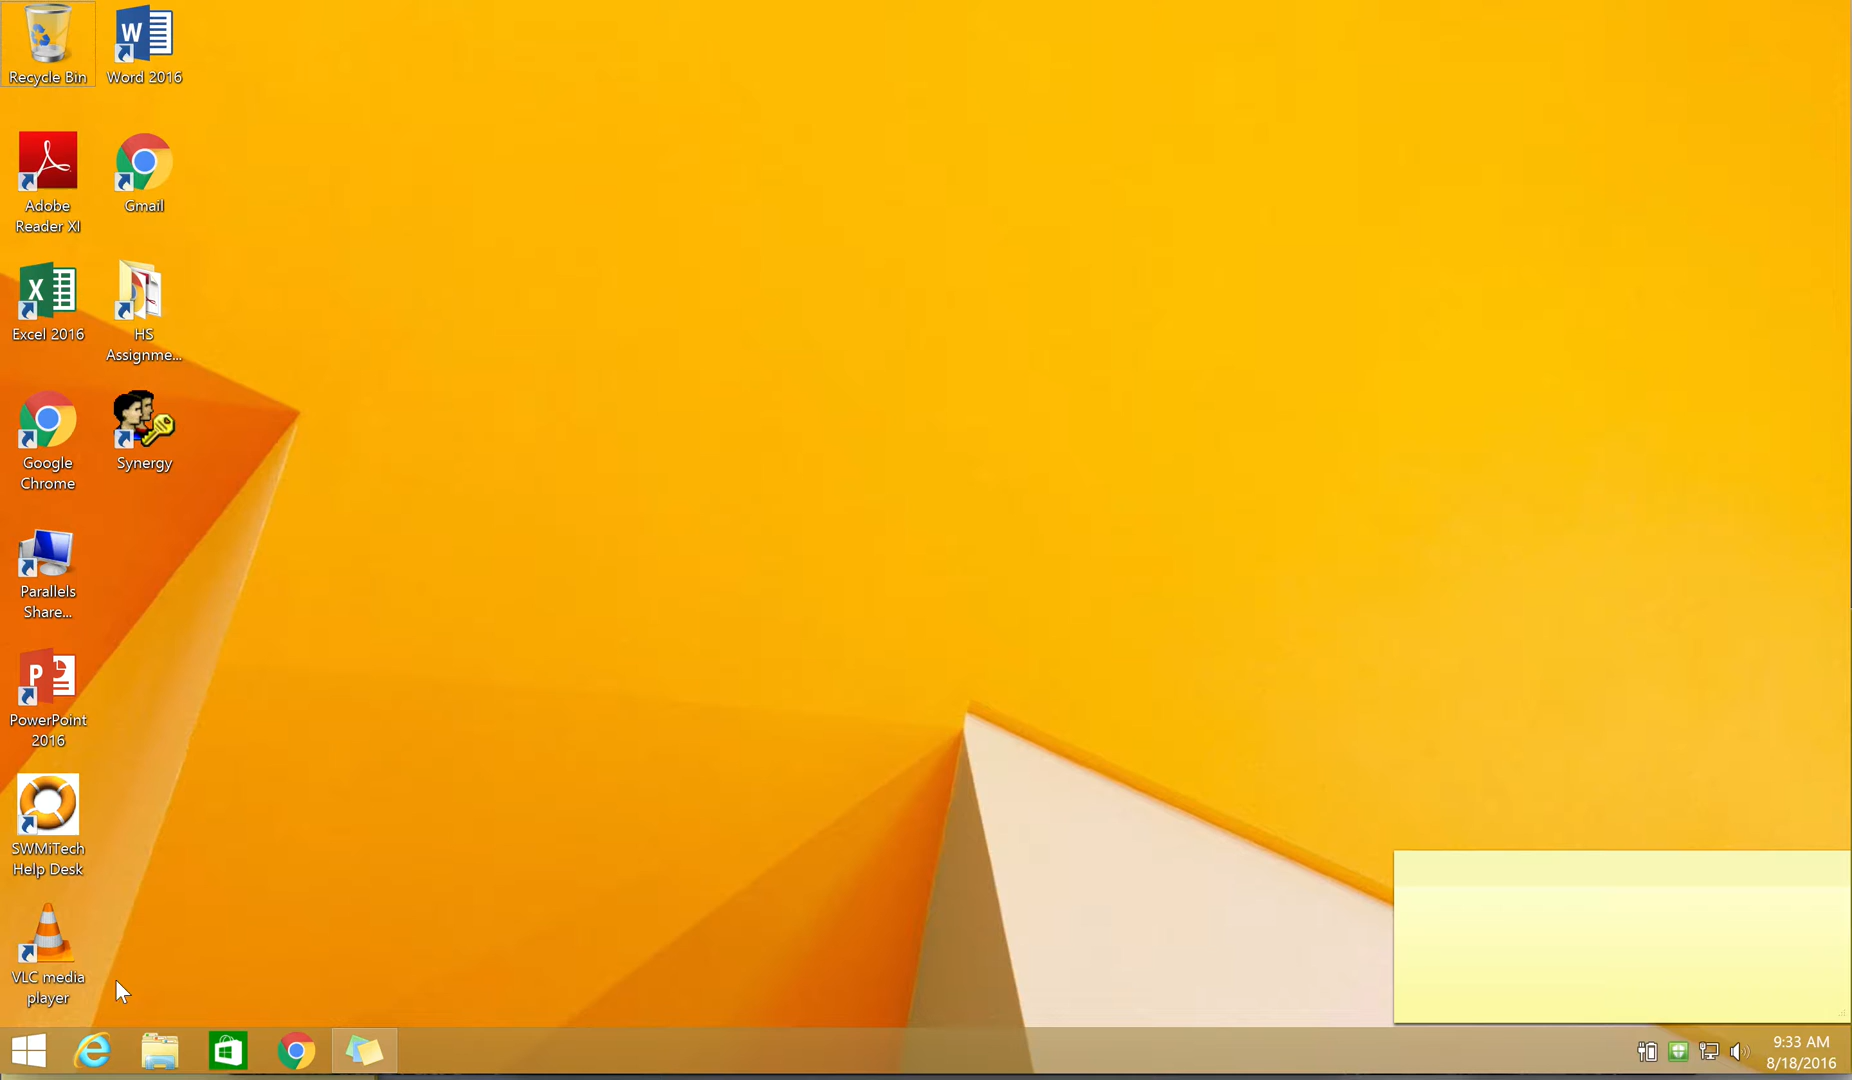 Recycle Bin
Word 2016
Adobe
Reader XI
Gmail
Excel 2016
HS
Assignme...
Google
Chrome
Synergy
Parallels
Share...
PowerPoint
2016
SWMiTech
Help Desk
VLC media
player
9:33 AM
8/18/2016